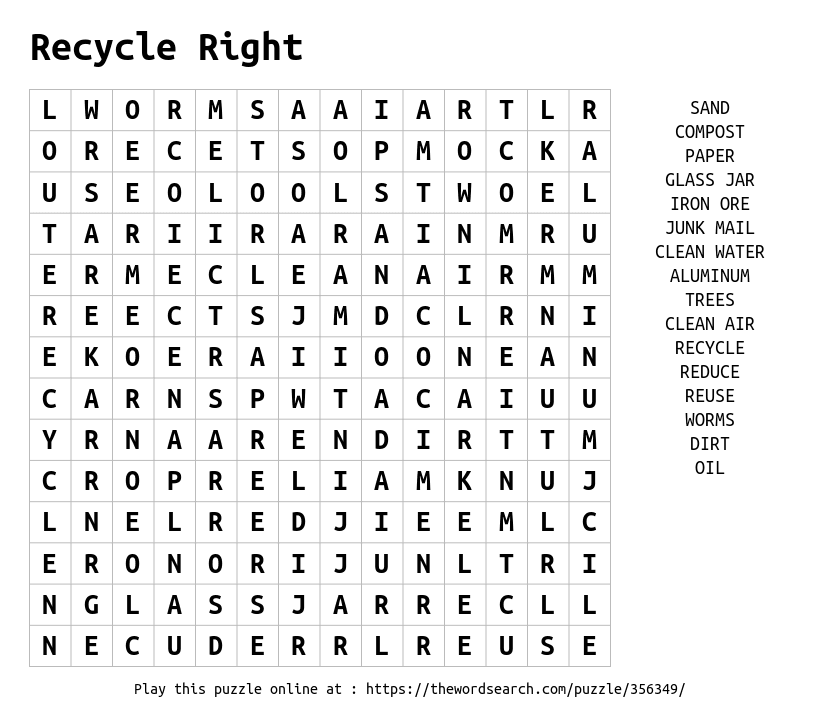 Recycle Right
L W O R M S A A I A R T L R
O R E C E T S O P M O C K A
U S E O L O O L S T W O E L
T A R I I R A R A I N M R U
E R M E C L E A N A I R M M
R E E C T S J M D C L R N I
E K O E R A I I O O N E A N
C A R N S P W T A C A I U U
Y R N A A R E N D I R T T M
C R O P R E L I A M K N U J
L N E L R E D J I E E M L C
E R O N O R I J U N L T R I
N G L A S S J A R R E C L L
N E C U D E R R L R E U S E
SAND
COMPOST
PAPER
GLASS JAR
IRON ORE
JUNK MAIL
CLEAN WATER
ALUMINUM
TREES
CLEAN AIR
RECYCLE
REDUCE
REUSE
WORMS
DIRT
OIL
Play this puzzle online at : https://thewordsearch.com/puzzle/356349/